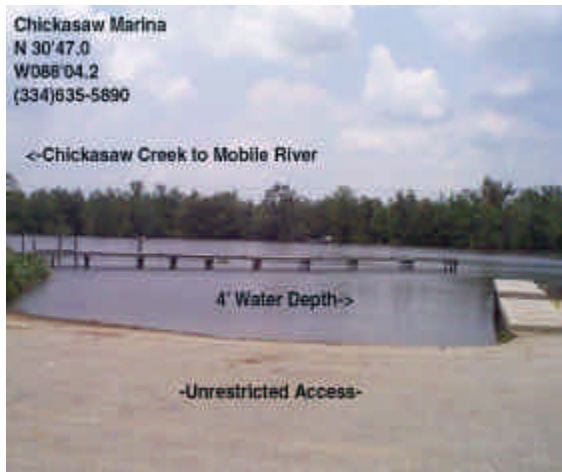 Chickasaw Marina
N 30'47.0
W088'04.2
(334)635-5890
<-Chickasaw Creek to Mobile River
4' Water Depth->
-Unrestricted Access-